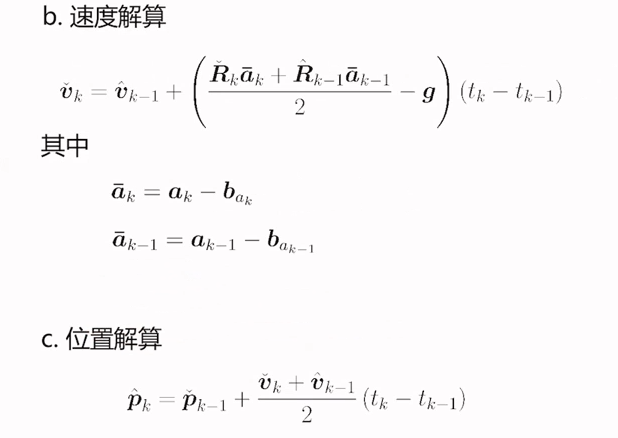 b. 速度解算
$\check{\boldsymbol{v}}_k = \hat{\boldsymbol{v}}_{k-1} + \left( \frac{\check{\boldsymbol{R}}_k \bar{\boldsymbol{a}}_k + \hat{\boldsymbol{R}}_{k-1} \bar{\boldsymbol{a}}_{k-1}}{2} - \boldsymbol{g} \right) (t_k - t_{k-1})$
其中
$\bar{\boldsymbol{a}}_k = \boldsymbol{a}_k - \boldsymbol{b}_{a_k}$
$\bar{\boldsymbol{a}}_{k-1} = \boldsymbol{a}_{k-1} - \boldsymbol{b}_{a_{k-1}}$
c. 位置解算
$\hat{\boldsymbol{p}}_k = \check{\boldsymbol{p}}_{k-1} + \frac{\check{\boldsymbol{v}}_k + \hat{\boldsymbol{v}}_{k-1}}{2} (t_k - t_{k-1})$